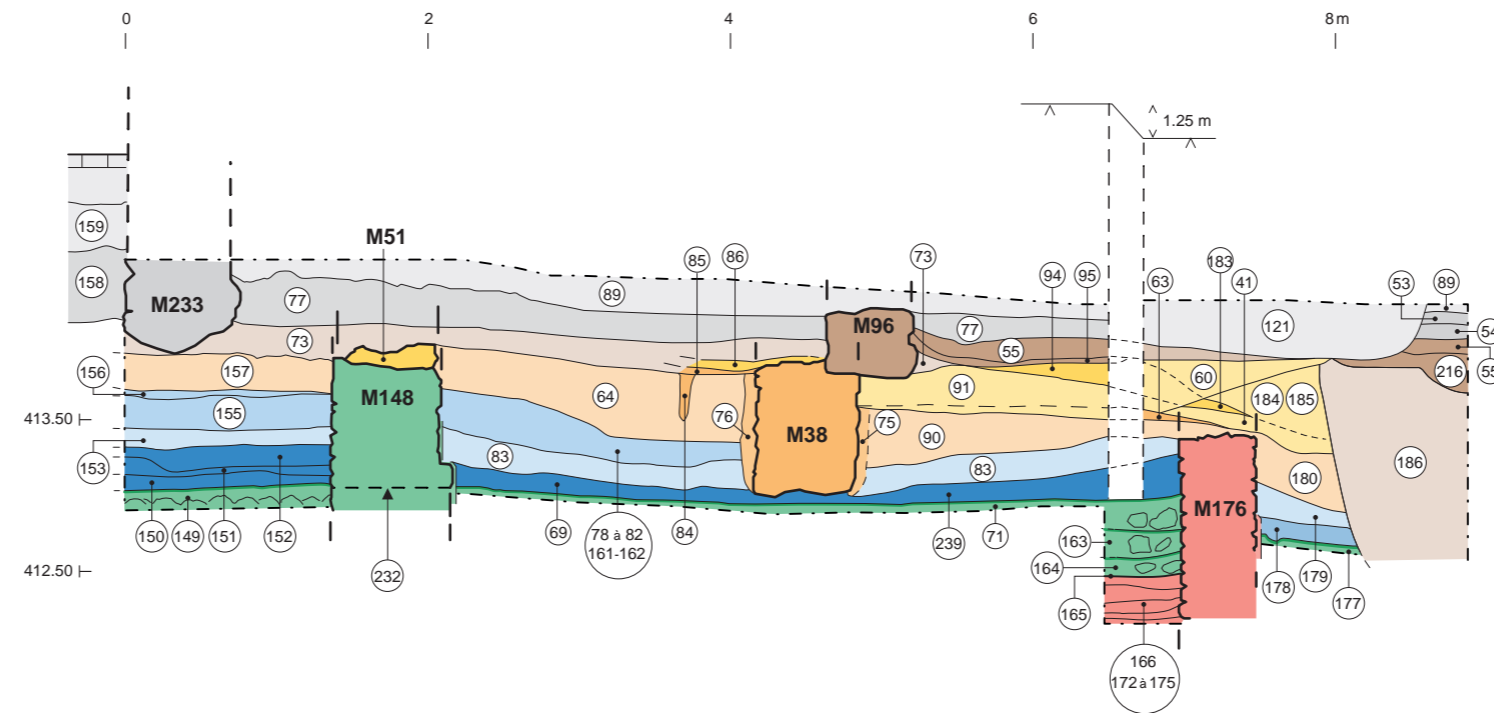 0 2 4 6 8 m
1.25 m
159
M51
85 86 73 94 95 63 183 41 53 89
158
M233
77 89 M96 77 121 54
73 55 55
156 157 60 216
M148 64 91 184 185
413.50 155 76 M38 75 90
153 83 83 186
M176 180
150 149 151 152 69 78 à 82 84 239 71 163
161-162
412.50 232 164 178 179 177
165
166
172 à 175